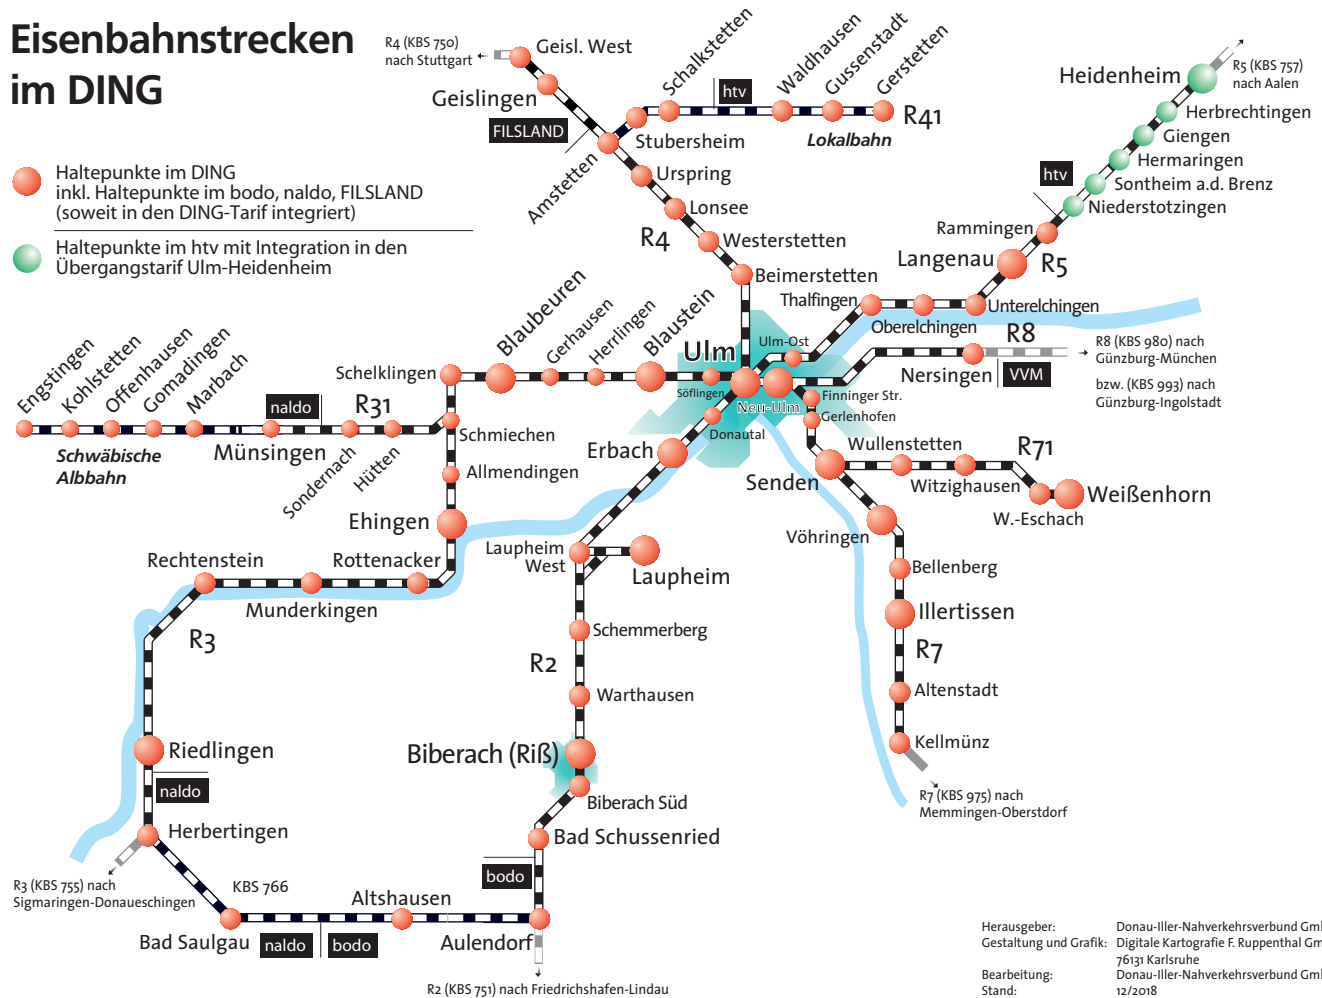 Eisenbahnstrecken
im DING
Haltepunkte im DING
inkl. Haltepunkte im bodo, naldo, FILSLAND
(soweit in den DING-Tarif integriert)
Haltepunkte im htv mit Integration in den
Übergangstarif Ulm-Heidenheim
R4 (KBS 750)
nach Stuttgart
Geisl. West
Geislingen
FILSLAND
Amstetten
Schalkstetten
htv
Waldhausen
Gussenstadt
Gerstetten
R41
Lokalbahn
Stubersheim
Urspring
Lonsee
R4
Westerstetten
Beimerstetten
R5 (KBS 757)
nach Aalen
Heidenheim
Herbrechtingen
Giengen
Hermaringen
Sontheim a.d. Brenz
htv
Niederstotzingen
Rammingen
Langenau
R5
Thalfingen
Unterelchingen
Oberelchingen
R8
R8 (KBS 980) nach
Günzburg-München
bzw. (KBS 993) nach
Günzburg-Ingolstadt
Nersingen
VVM
Ulm-Ost
Ulm
Söflingen
Neu-Ulm
Donautal
Finninger Str.
Gerlenhofen
Blaubeuren
Gerhausen
Herrlingen
Blaustein
Schelklingen
Engstingen
Kohlstetten
Offenhausen
Gomadingen
Marbach
naldo
R31
Schwäbische
Albbahn
Münsingen
Sondernach
Hütten
Schmiechen
Allmendingen
Ehingen
Erbach
Wullenstetten
R71
Senden
Witzighausen
Weißenhorn
W.-Eschach
Vöhringen
Bellenberg
Illertissen
R7
Altenstadt
Kellmünz
R7 (KBS 975) nach
Memmingen-Oberstdorf
Laupheim
West
Laupheim
Schemmerberg
R2
Warthausen
Biberach (Riß)
Biberach Süd
Bad Schussenried
bodo
Rechtenstein
Rottenacker
Munderkingen
R3
Riedlingen
naldo
Herbertingen
R3 (KBS 755) nach
Sigmaringen-Donaueschingen
KBS 766
Altshausen
Bad Saulgau
naldo
bodo
Aulendorf
R2 (KBS 751) nach Friedrichshafen-Lindau
Herausgeber: Donau-Iller-Nahverkehrsverbund Gmb
Gestaltung und Grafik: Digitale Kartografie F. Ruppenthal Gm
76131 Karlsruhe
Bearbeitung: Donau-Iller-Nahverkehrsverbund Gmb
Stand: 12/2018